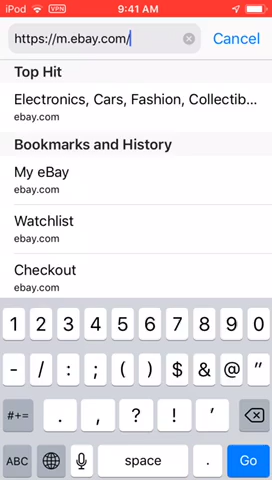 iPod VPN 9:41 AM
https://m.ebay.com/ Cancel
Top Hit
Electronics, Cars, Fashion, Collectib...
ebay.com
Bookmarks and History
My eBay
ebay.com
Watchlist
ebay.com
Checkout
ebay.com
1 2 3 4 5 6 7 8 9 0
- / : ; ( ) $ & @ "
#+= . , ? ! '
ABC space . Go